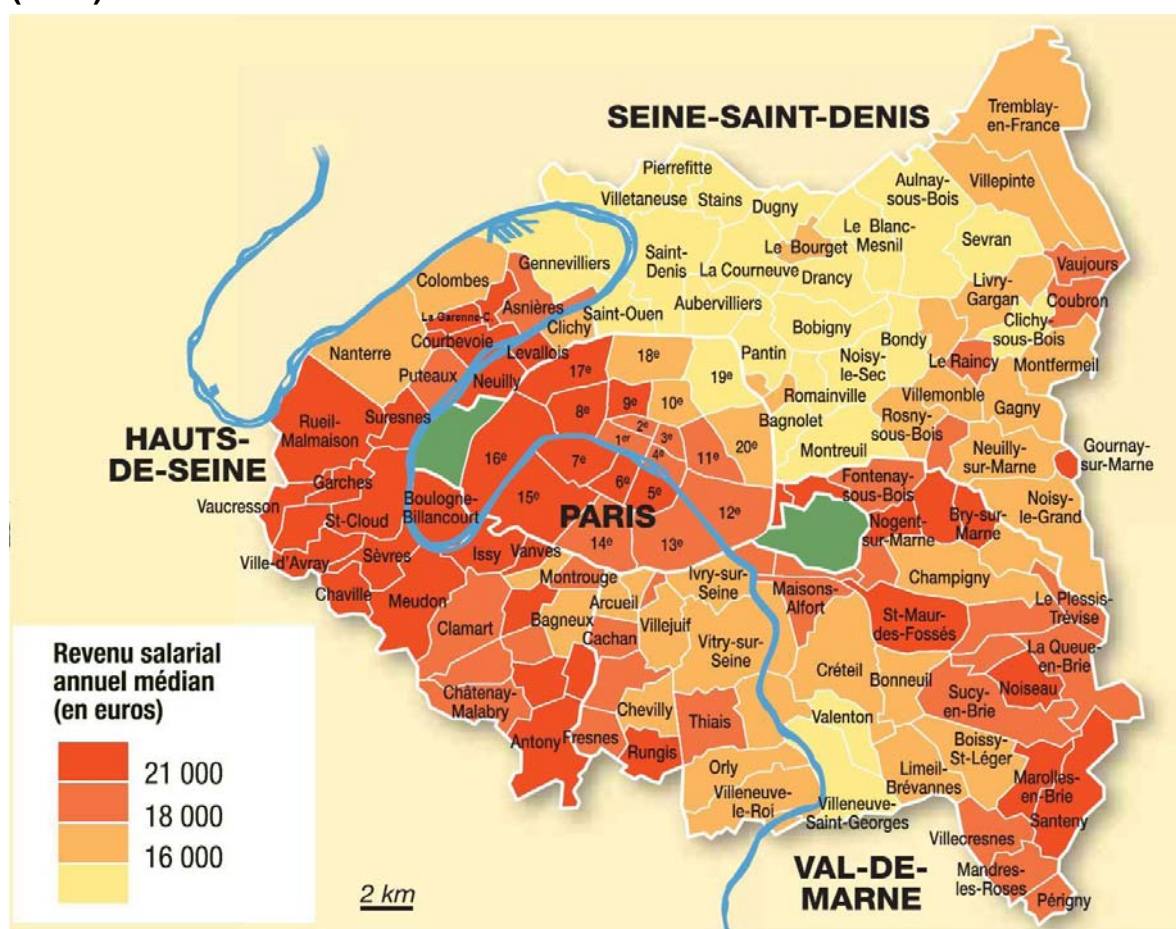 SEINE-SAINT-DENIS
Tremblay-
en-France
Pierrefitte
Villetaneuse
Stains
Dugny
Aulnay-
sous-Bois
Villepinte
Le Blanc-
Mesnil
Le Bourget
Sevran
Saint-
Denis
La Courneuve
Drancy
Vaujours
Gennevilliers
Colombes
Livry-
Gargan
Coubron
Asnières
La Garenne-C.
Saint-Ouen
Aubervilliers
Clichy-
sous-Bois
Clichy
Bobigny
Bondy
Courbevoie
Nanterre
Levallois
Pantin
Noisy-
le-Sec
Le Raincy
Montfermeil
Puteaux
Neuilly
17e
18e
19e
Romainville
Villemonble
8e
9e
10e
Bagnolet
Rosny-
sous-Bois
Gagny
Suresnes
Rueil-
Malmaison
2e
3e
1er
4e
20e
Montreuil
Neuilly-
sur-Marne
Gournay-
sur-Marne
HAUTS-
DE-SEINE
16e
7e
11e
6e
5e
Garches
Fontenay-
sous-Bois
Noisy-
le-Grand
Vaucresson
Boulogne-
Billancourt
15e
PARIS
12e
St-Cloud
Nogent-
sur-Marne
Bry-sur-
Marne
14e
13e
Ville-d'Avray
Sèvres
Issy
Vanves
Chaville
Meudon
Montrouge
Ivry-sur-
Seine
Champigny
Maisons-
Alfort
Le Plessis-
Trévise
Arcueil
Clamart
Bagneux
Cachan
Villejuif
St-Maur-
des-Fossés
Vitry-sur-
Seine
La Queue-
en-Brie
Créteil
Bonneuil
Noiseau
Sucy-
en-Brie
Châtenay-
Malabry
Chevilly
Thiais
Valenton
Antony
Fresnes
Rungis
Boissy-
St-Léger
Orly
Limeil-
Brévannes
Marolles-
en-Brie
Villeneuve-
le-Roi
Villeneuve-
Saint-Georges
Santeny
Villecresnes
VAL-DE-
MARNE
Mandres-
les-Roses
Périgny
Revenu salarial
annuel médian
(en euros)
21 000
18 000
16 000
2 km